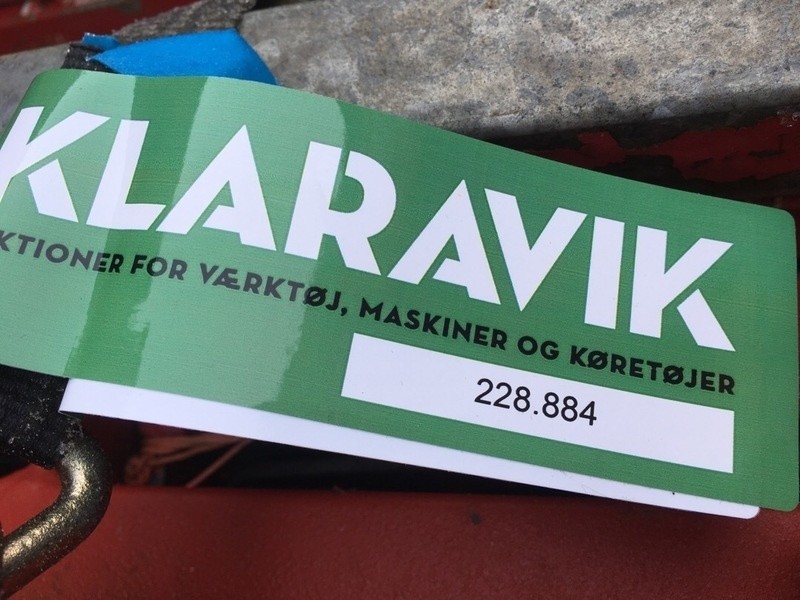 KLARAVIK
KTIONER FOR VÆRKTØJ, MASKINER OG KØRETØJER
228.884